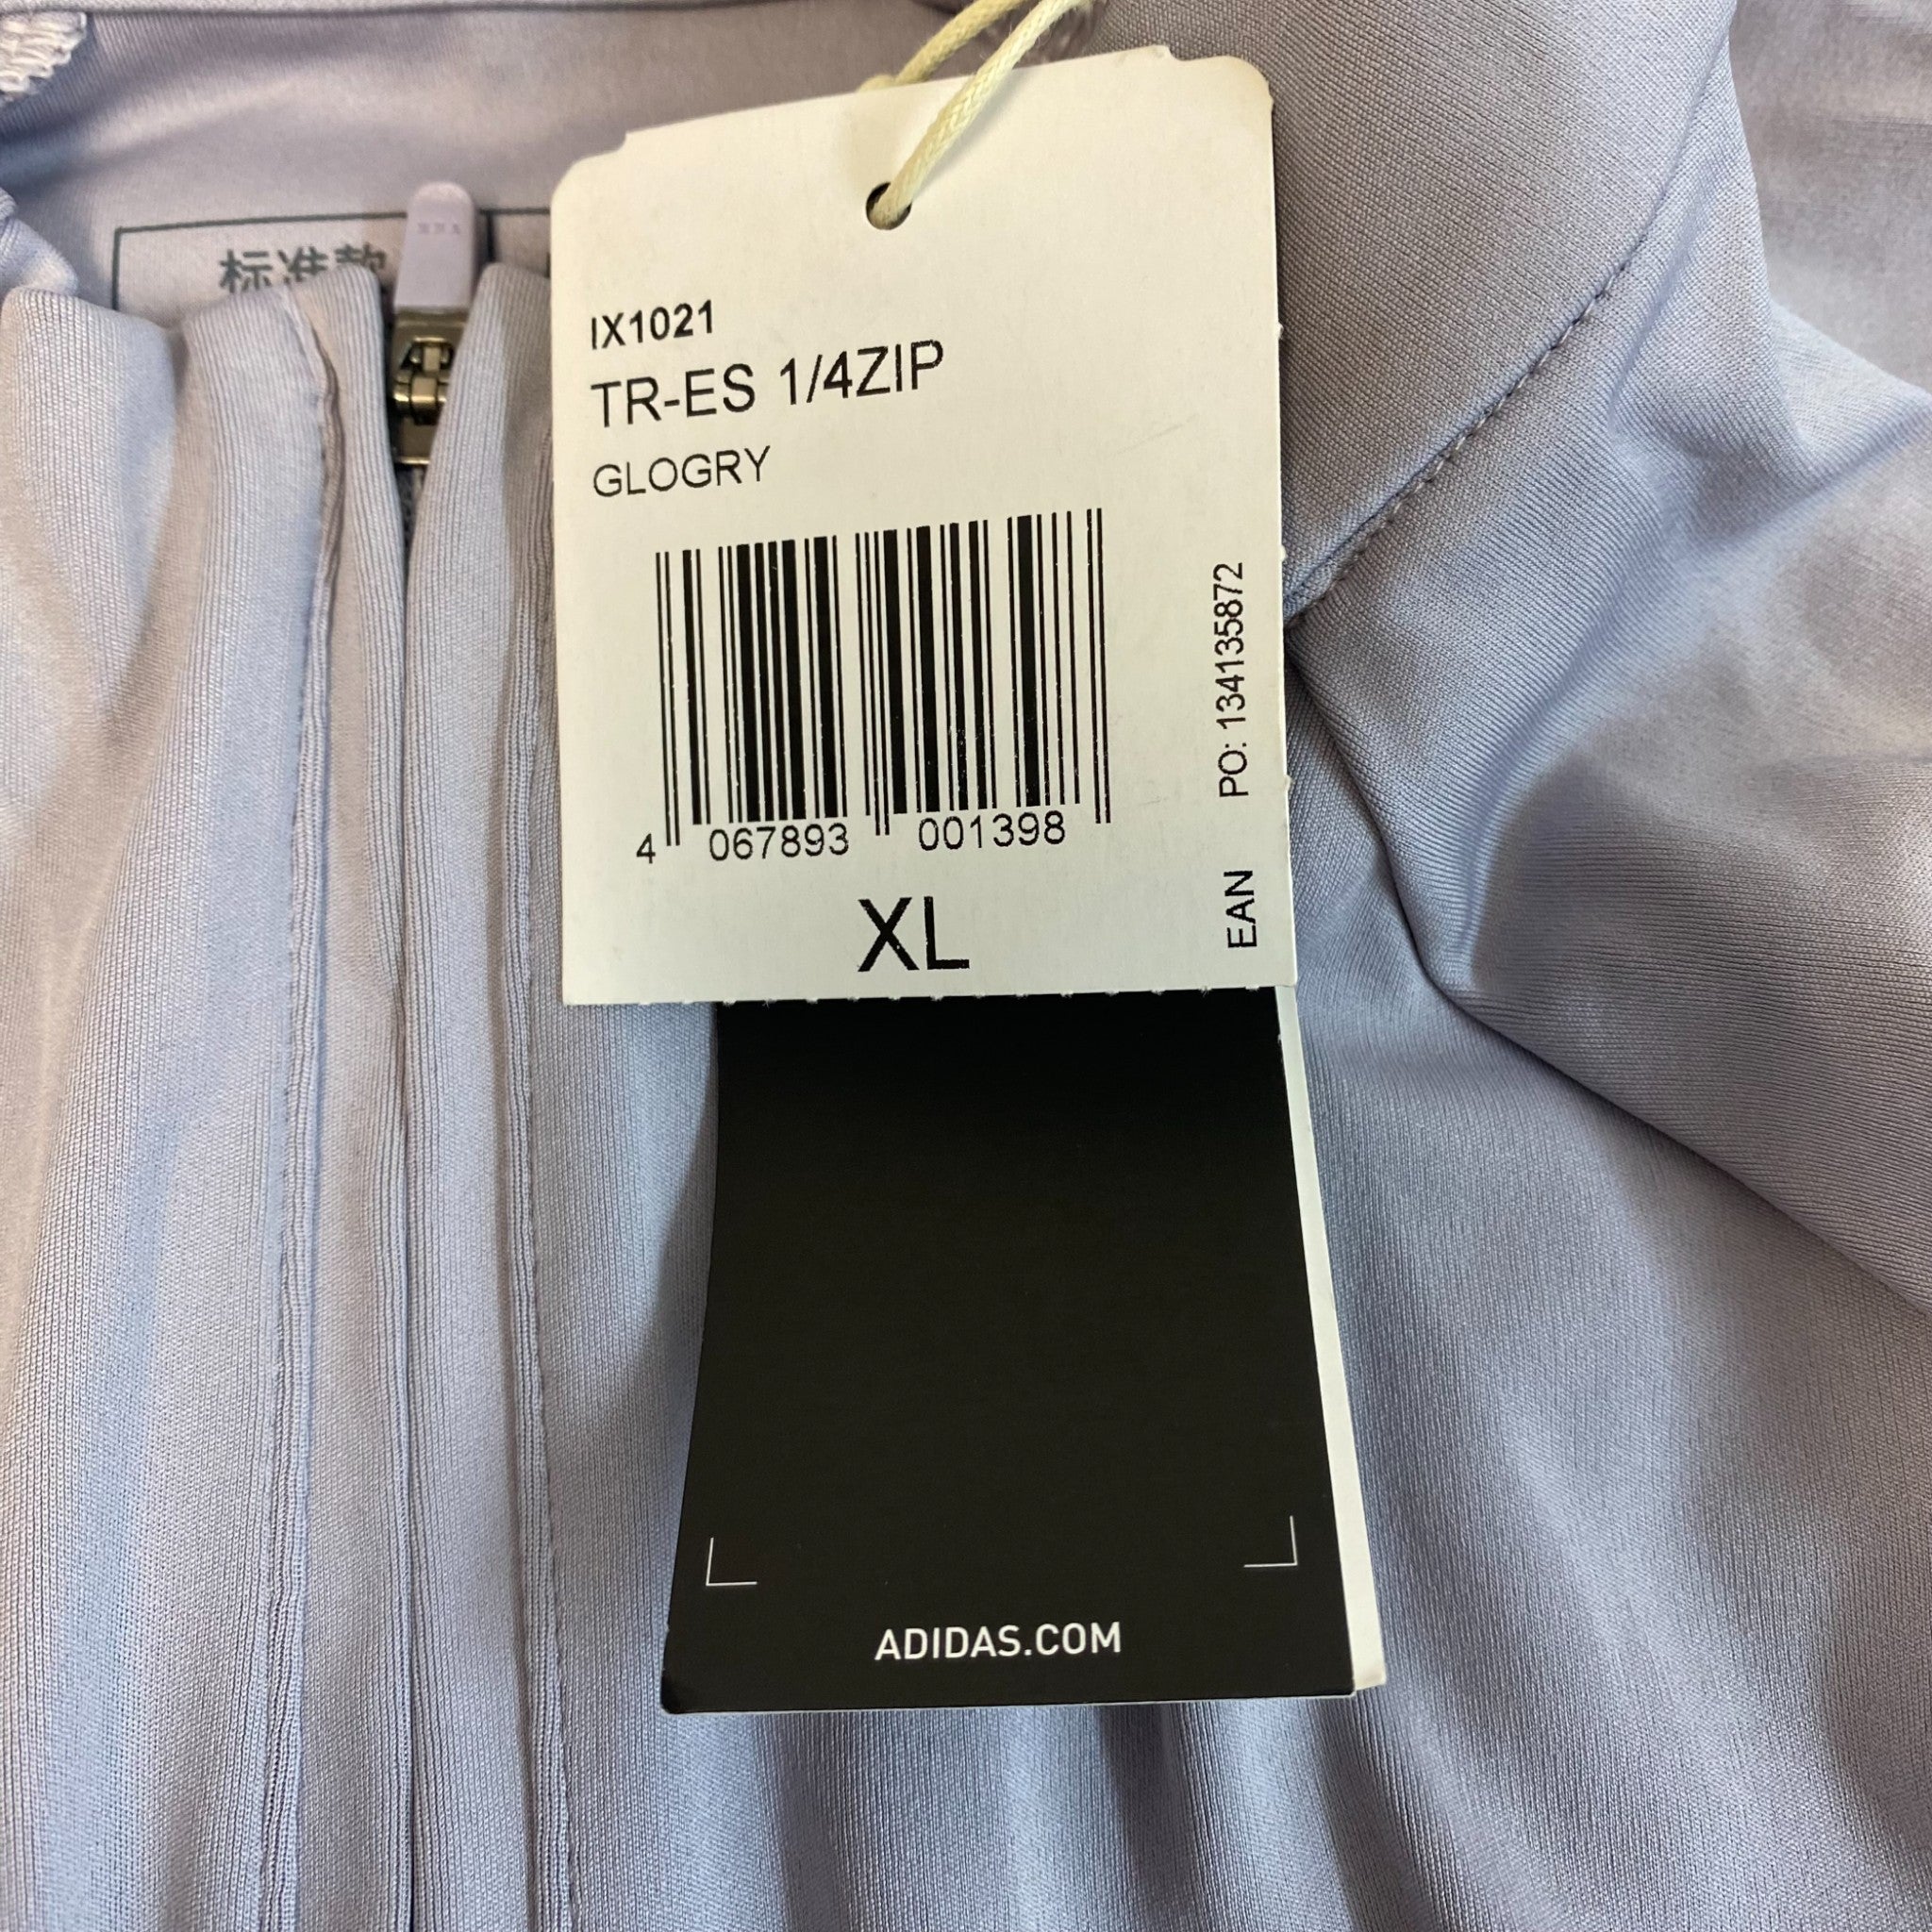 标准款
IX1021
TR-ES 1/4ZIP
GLOGRY
4 067893 001398
XL
EAN PO: 134135872
ADIDAS.COM